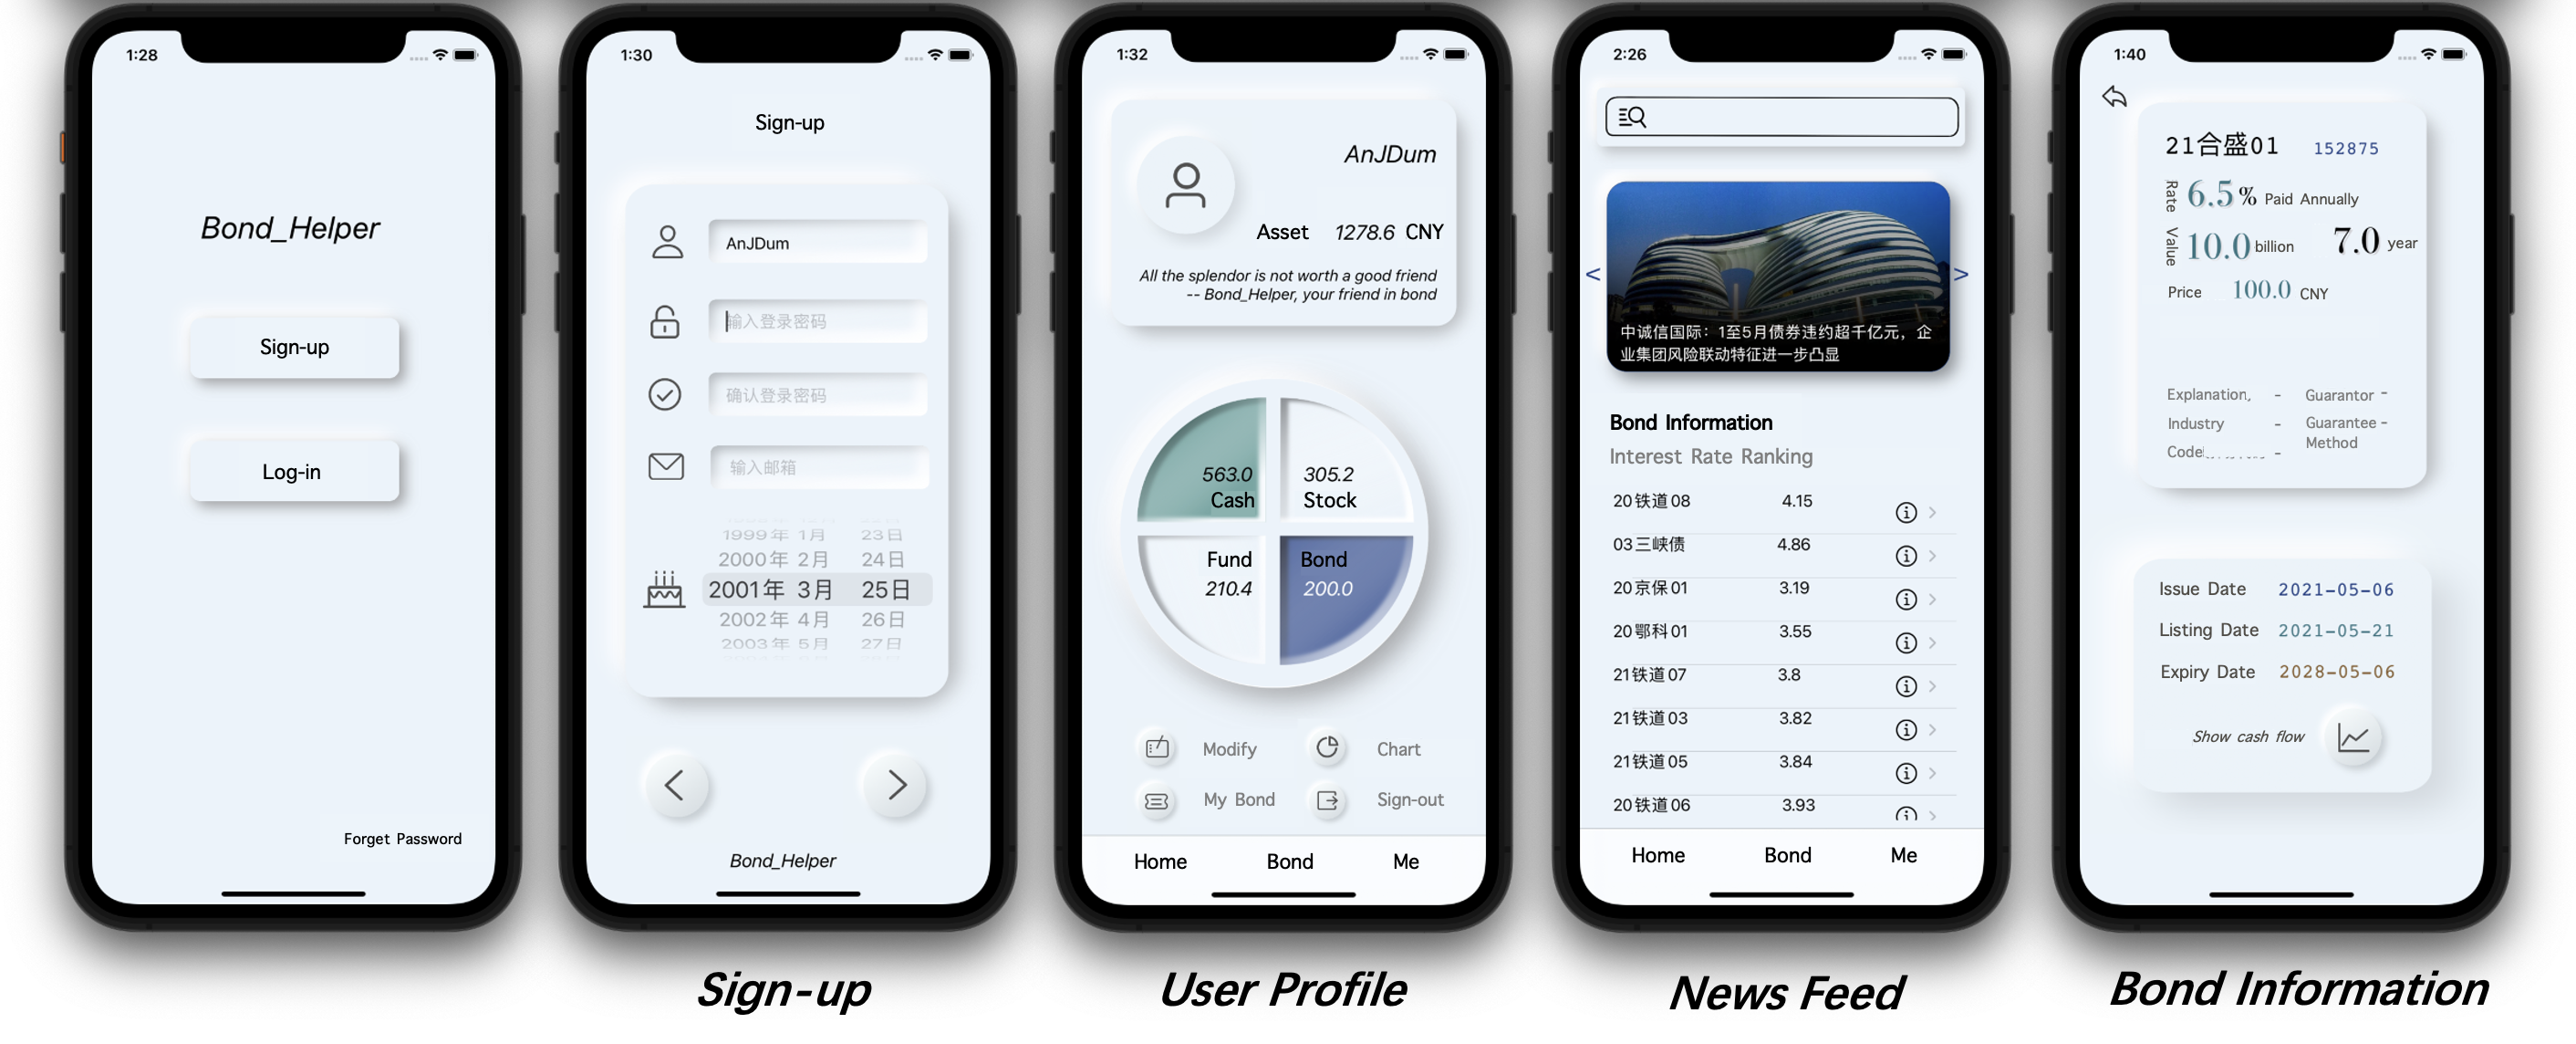 1:28
Bond_Helper
Sign-up
Log-in
Forget Password
1:30
Sign-up
AnJDum
输入登录密码
确认登录密码
输入邮箱
1999年 1月 23日
2000年 2月 24日
2001年 3月 25日
2002年 4月 26日
2003年 5月 27日
Bond_Helper
Sign-up
1:32
AnJDum
Asset 1278.6 CNY
All the splendor is not worth a good friend
-- Bond_Helper, your friend in bond
563.0 305.2
Cash Stock
Fund Bond
210.4 200.0
Modify Chart
My Bond Sign-out
Home Bond Me
User Profile
2:26
< >
中诚信国际：1至5月债券违约超千亿元，企
业集团风险联动特征进一步凸显
Bond Information
Interest Rate Ranking
20铁道08 4.15
03三峡债 4.86
20京保01 3.19
20鄂科01 3.55
21铁道07 3.8
21铁道03 3.82
21铁道05 3.84
20铁道06 3.93
Home Bond Me
News Feed
1:40
21合盛01 152875
Rate 6.5% Paid Annually
Value 10.0 billion 7.0 year
Price 100.0 CNY
Explanation, - Guarantor -
Industry - Guarantee -
Method
Code -
Issue Date 2021-05-06
Listing Date 2021-05-21
Expiry Date 2028-05-06
Show cash flow
Bond Information